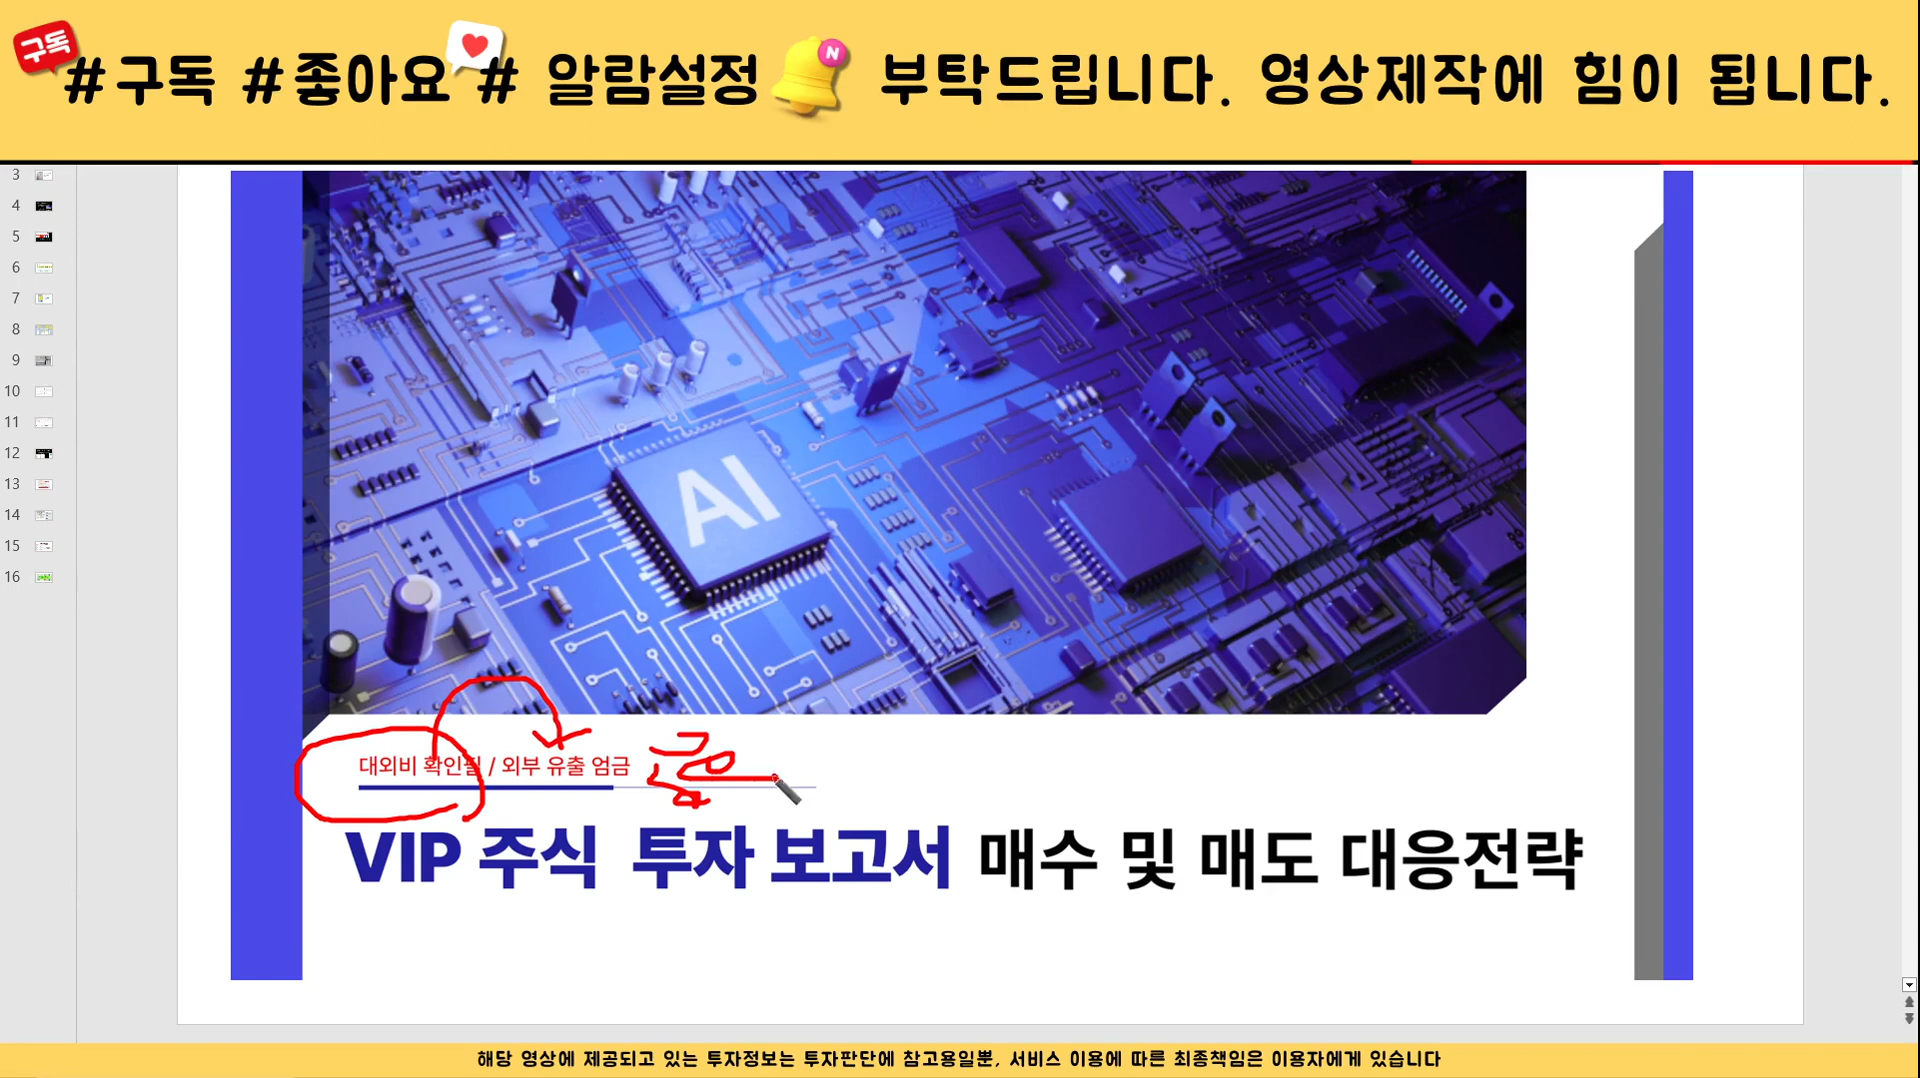 구독
#구독 #좋아요 # 알람설정 N 부탁드립니다. 영상제작에 힘이 됩니다.
3
4
5
6
7
8
9
10
11
12
13
14
15
16
AI
대외비 확인필 / 외부 유출 엄금
VIP 주식 투자 보고서 매수 및 매도 대응전략
해당 영상에 제공되고 있는 투자정보는 투자판단에 참고용일뿐, 서비스 이용에 따른 최종책임은 이용자에게 있습니다